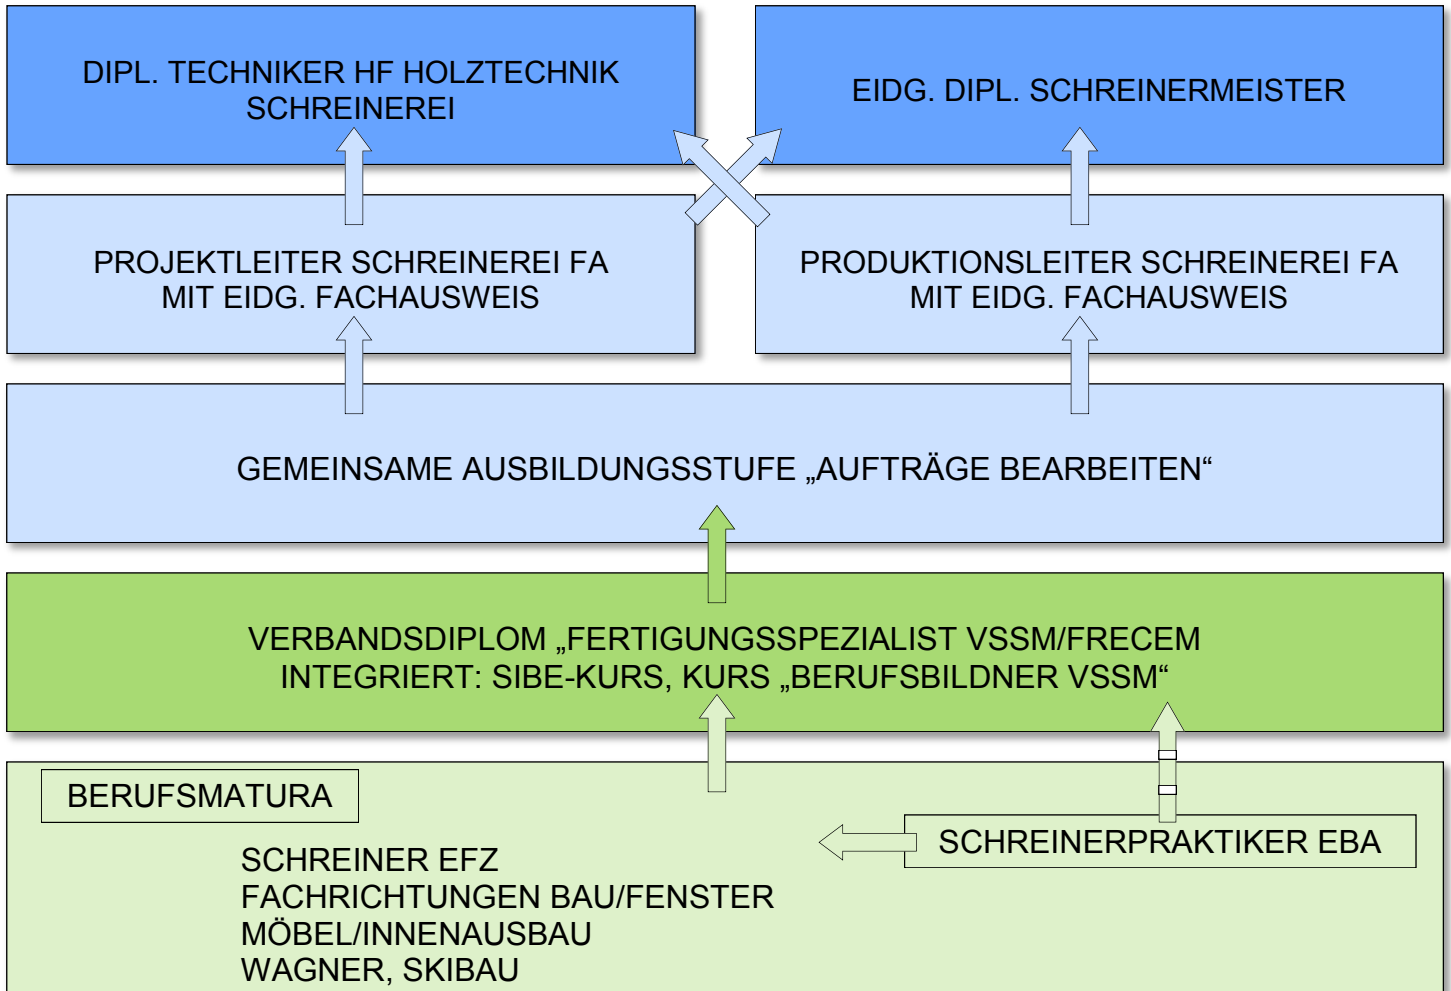 DIPL. TECHNIKER HF HOLZTECHNIK
SCHREINEREI
EIDG. DIPL. SCHREINERMEISTER
PROJEKTLEITER SCHREINEREI FA
MIT EIDG. FACHAUSWEIS
PRODUKTIONSLEITER SCHREINEREI FA
MIT EIDG. FACHAUSWEIS
GEMEINSAME AUSBILDUNGSSTUFE „AUFTRÄGE BEARBEITEN“
VERBANDSDIPLOM „FERTIGUNGSSPEZIALIST VSSM/FRECEM
INTEGRIERT: SIBE-KURS, KURS „BERUFSBILDNER VSSM“
BERUFSMATURA
SCHREINERPRAKTIKER EBA
SCHREINER EFZ
FACHRICHTUNGEN BAU/FENSTER
MÖBEL/INNENAUSBAU
WAGNER, SKIBAU